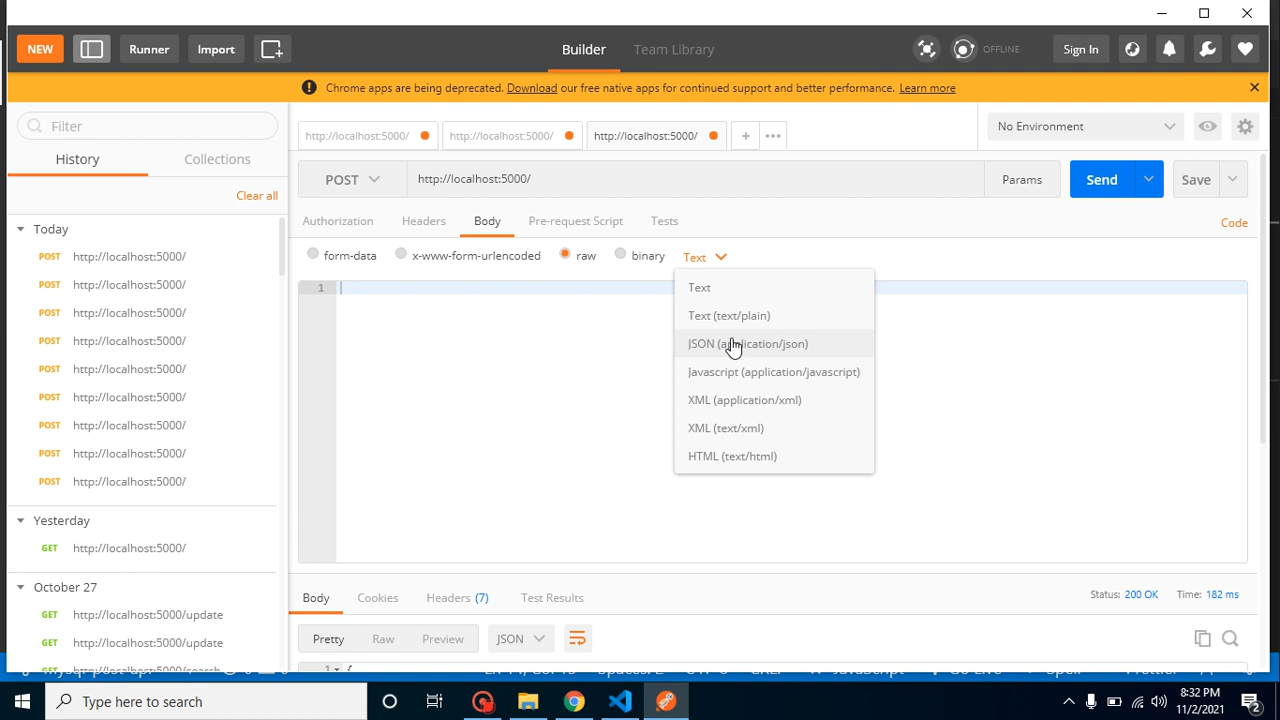 NEW Runner Import Builder Team Library OFFLINE Sign In
! Chrome apps are being deprecated. Download our free native apps for continued support and better performance. Learn more
Filter
History Collections
Clear all
Today
POST http://localhost:5000/
POST http://localhost:5000/
POST http://localhost:5000/
POST http://localhost:5000/
POST http://localhost:5000/
POST http://localhost:5000/
POST http://localhost:5000/
POST http://localhost:5000/
POST http://localhost:5000/
Yesterday
GET http://localhost:5000/
October 27
GET http://localhost:5000/update
GET http://localhost:5000/update
http://localhost:5000/ http://localhost:5000/ http://localhost:5000/ + •••
No Environment
POST http://localhost:5000/ Params Send Save
Authorization Headers Body Pre-request Script Tests Code
form-data x-www-form-urlencoded raw binary Text
1
Text
Text (text/plain)
JSON (application/json)
Javascript (application/javascript)
XML (application/xml)
XML (text/xml)
HTML (text/html)
Body Cookies Headers (7) Test Results Status: 200 OK Time: 182 ms
Pretty Raw Preview JSON
1 {
Type here to search
8:32 PM
11/2/2021
2